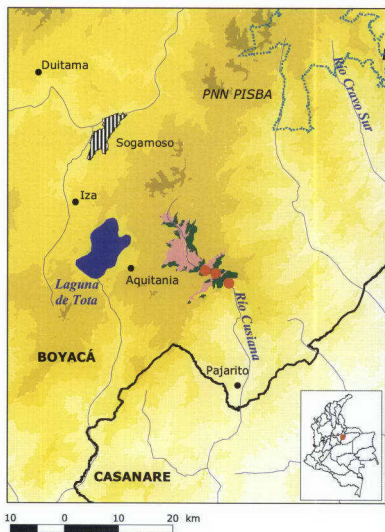 Duitama
PNN PISBA
Río Cravo Sur
Sogamoso
Iza
Laguna
de Tota
Aquitania
Río Cusiana
BOYACÁ
Pajarito
CASANARE
10 0 10 20 km